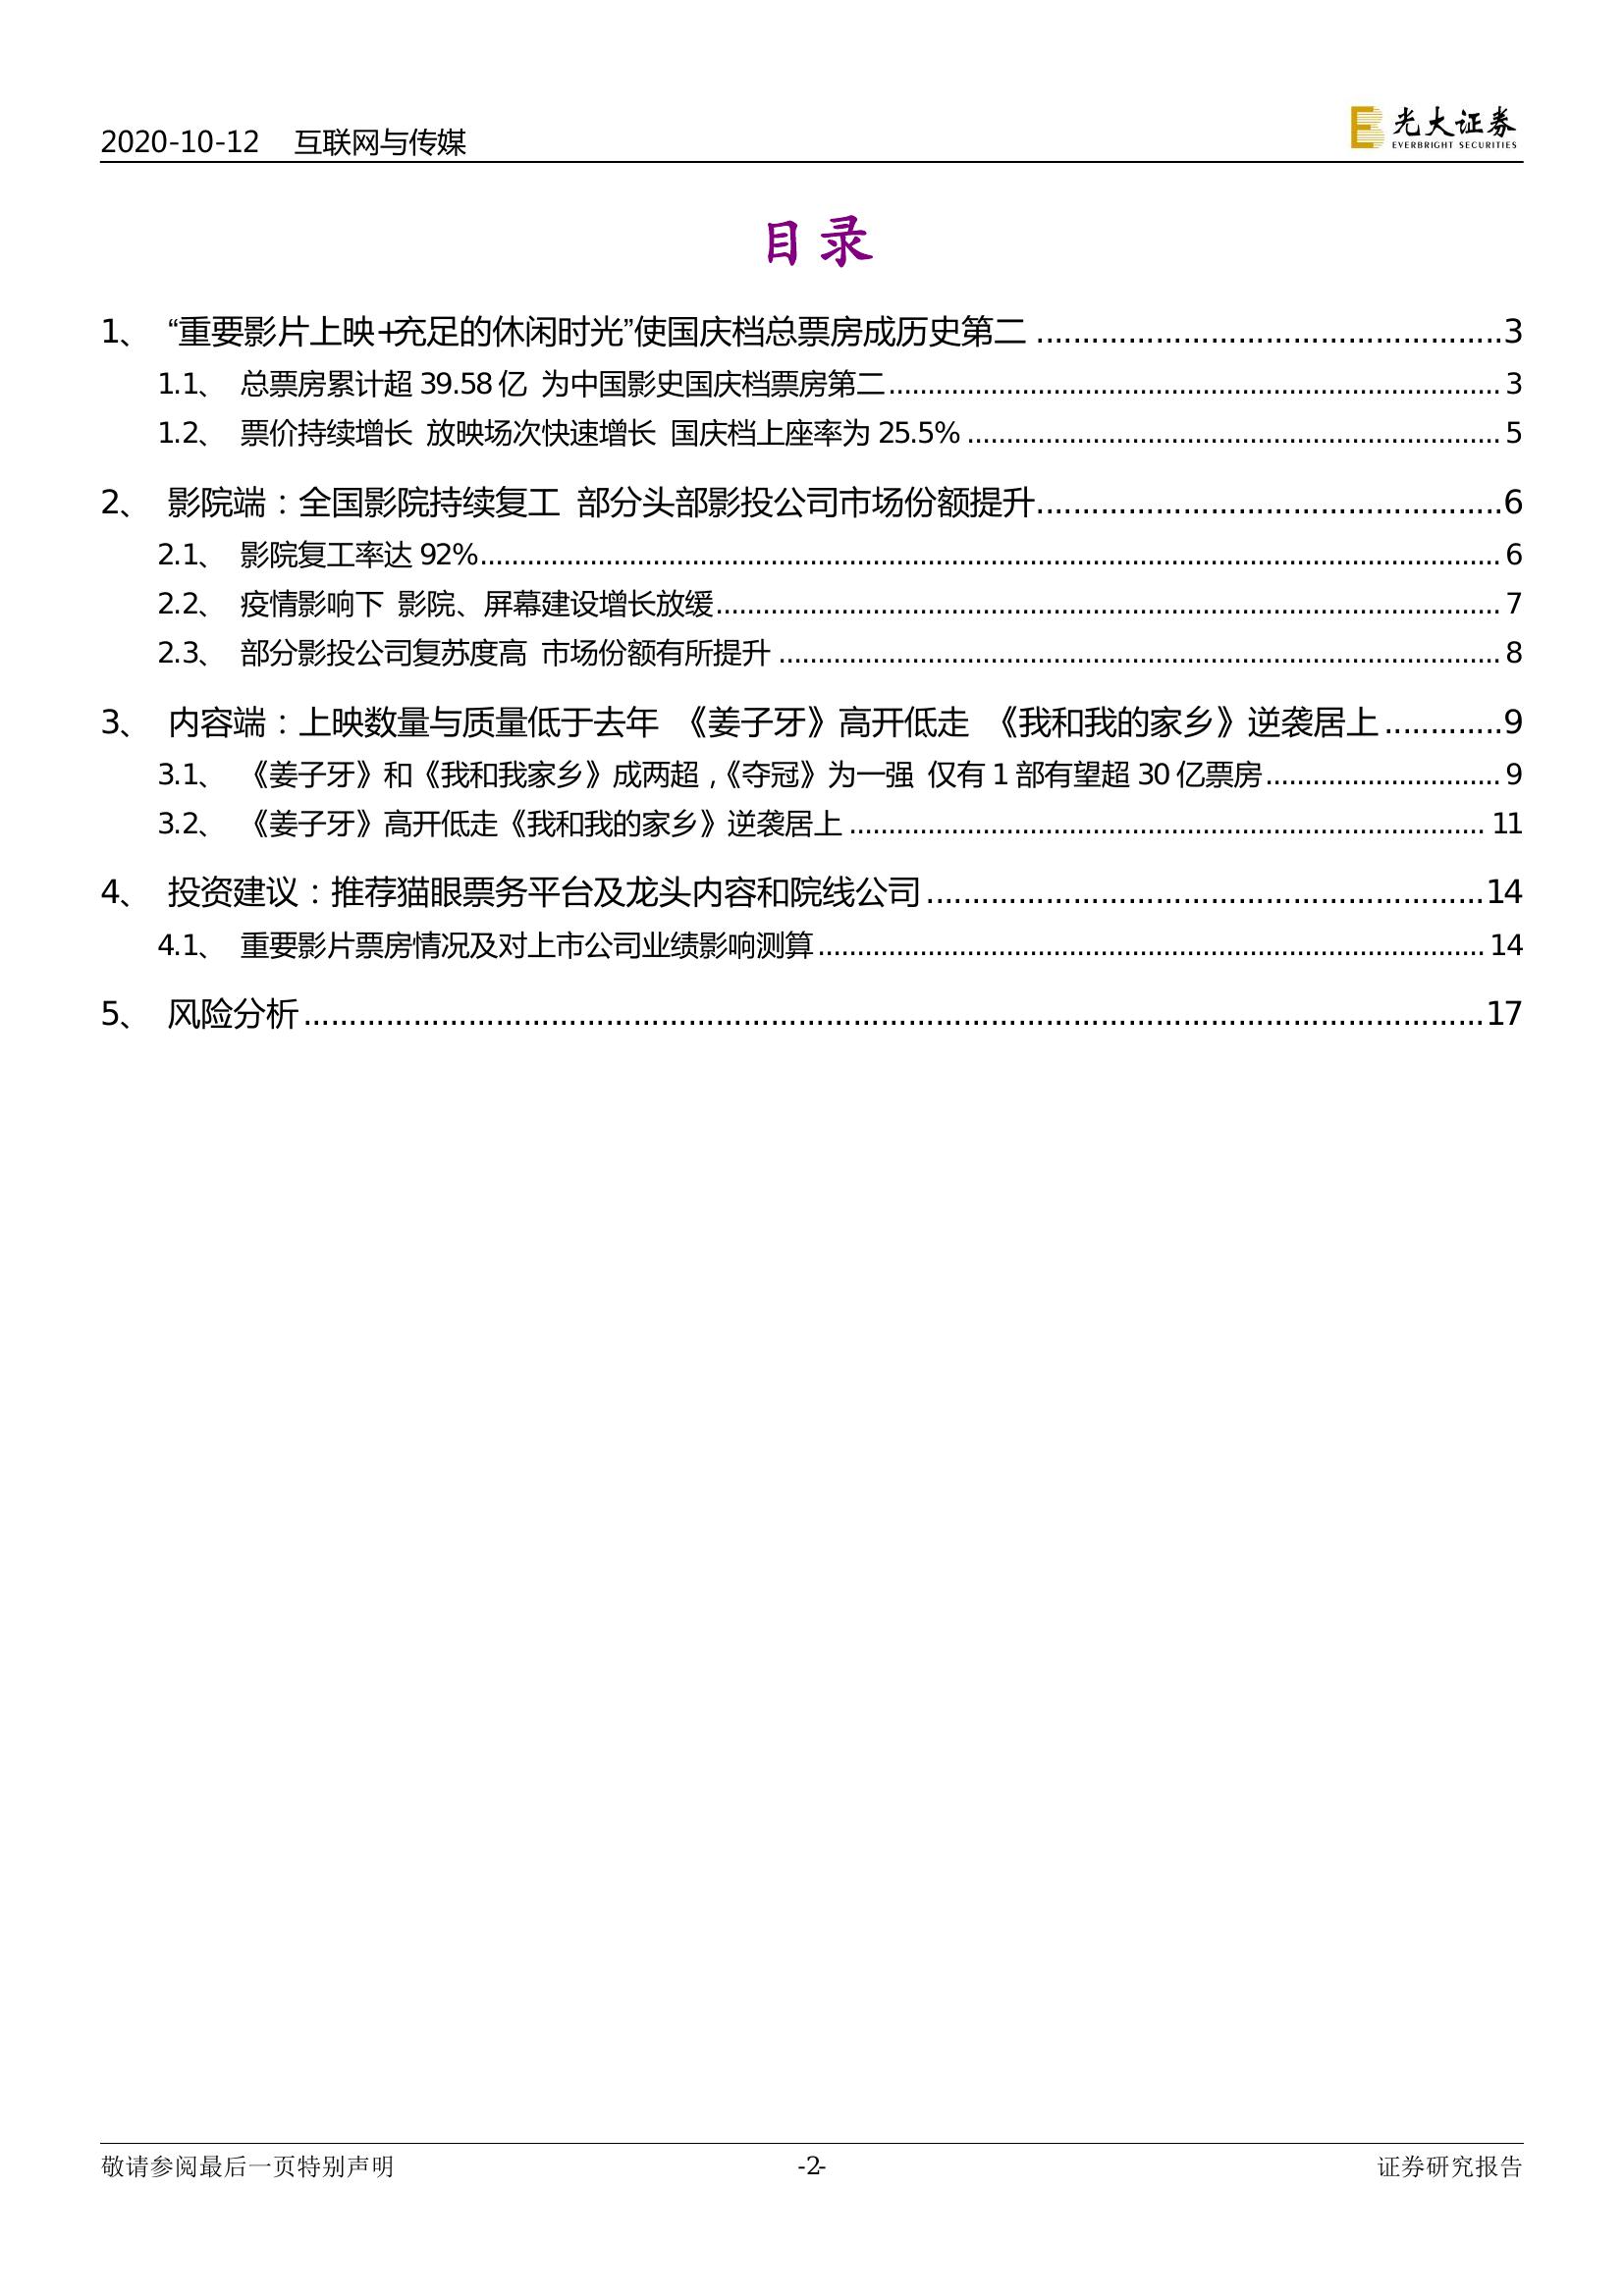 2020-10-12 互联网与传媒
光大证券
EVERBRIGHT SECURITIES
目录
1、 “重要影片上映+充足的休闲时光”使国庆档总票房成历史第二 ................................................3
1.1、 总票房累计超 39.58 亿 为中国影史国庆档票房第二................................................ 3
1.2、 票价持续增长 放映场次快速增长 国庆档上座率为 25.5% ................................................ 5
2、 影院端：全国影院持续复工 部分头部影投公司市场份额提升................................................6
2.1、 影院复工率达 92%................................................ 6
2.2、 疫情影响下 影院、屏幕建设增长放缓................................................ 7
2.3、 部分影投公司复苏度高 市场份额有所提升 ................................................ 8
3、 内容端：上映数量与质量低于去年 《姜子牙》高开低走 《我和我的家乡》逆袭居上 .............9
3.1、 《姜子牙》和《我和我家乡》成两超，《夺冠》为一强 仅有 1 部有望超 30 亿票房.............................. 9
3.2、 《姜子牙》高开低走《我和我的家乡》逆袭居上 ................................................ 11
4、 投资建议：推荐猫眼票务平台及龙头内容和院线公司 ................................................14
4.1、 重要影片票房情况及对上市公司业绩影响测算................................................ 14
5、 风险分析 ................................................17
敬请参阅最后一页特别声明 -2- 证券研究报告